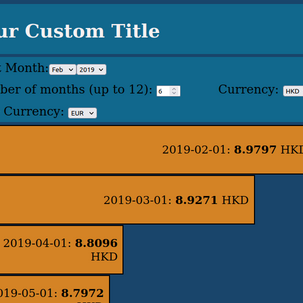 ur Custom Title
Month: Feb 2019
ber of months (up to 12): 6 Currency: HKD
Currency: EUR
2019-02-01: 8.9797 HKD
2019-03-01: 8.9271 HKD
2019-04-01: 8.8096
HKD
019-05-01: 8.7972